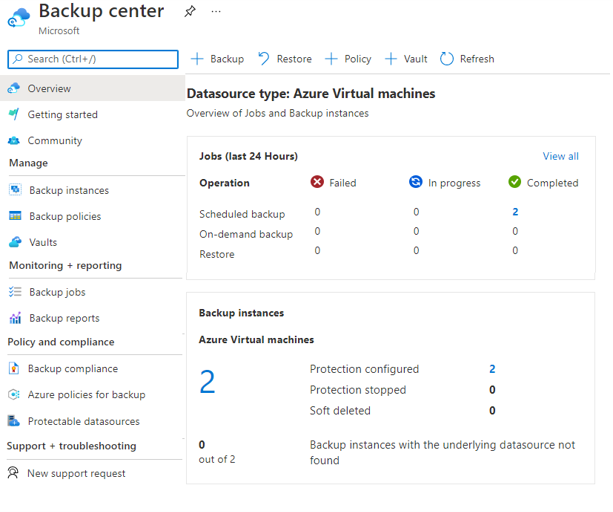 Backup center
Microsoft
Search (Ctrl+/)
Overview
Getting started
Community
Manage
Backup instances
Backup policies
Vaults
Monitoring + reporting
Backup jobs
Backup reports
Policy and compliance
Backup compliance
Azure policies for backup
Protectable datasources
Support + troubleshooting
New support request
Backup Restore Policy Vault Refresh
Datasource type: Azure Virtual machines
Overview of Jobs and Backup instances
Jobs (last 24 Hours) View all
Operation Failed In progress Completed
Scheduled backup 0 0 2
On-demand backup 0 0 0
Restore 0 0 0
Backup instances
Azure Virtual machines
2
Protection configured 2
Protection stopped 0
Soft deleted 0
0
out of 2
Backup instances with the underlying datasource not
found